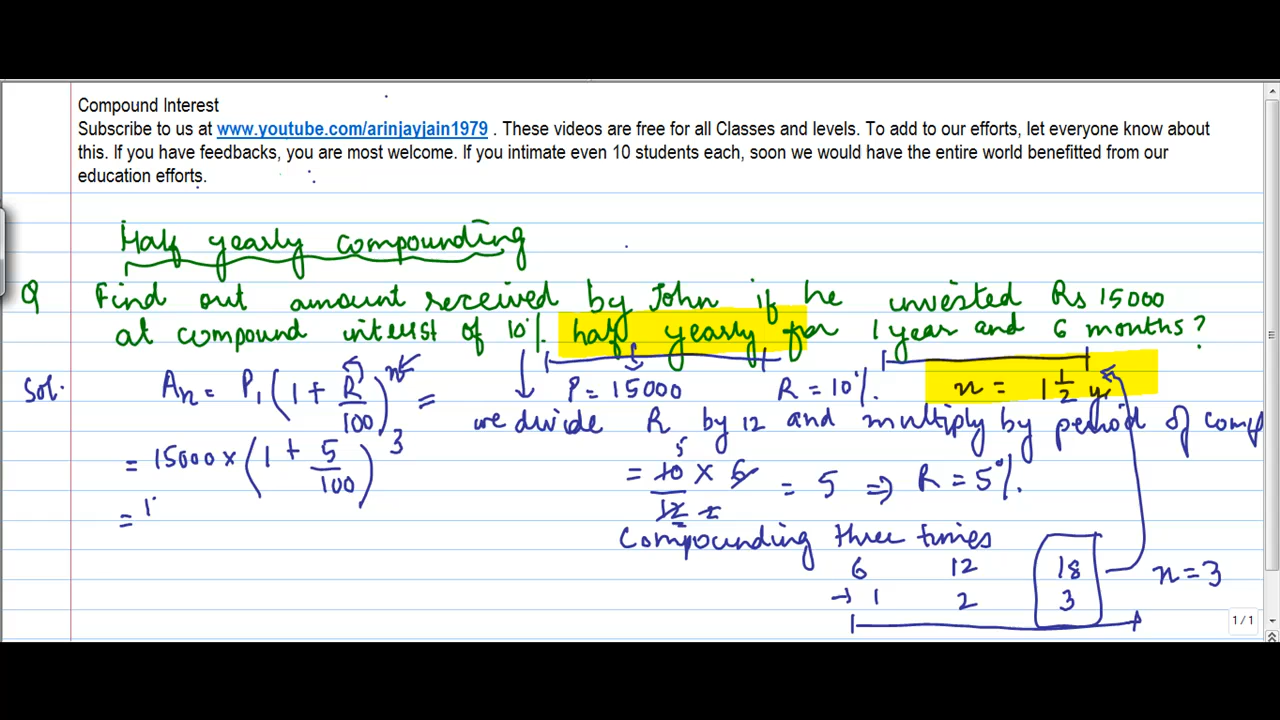 Compound Interest
Subscribe to us at www.youtube.com/arinjayjain1979 . These videos are free for all Classes and levels. To add to our efforts, let everyone know about
this. If you have feedbacks, you are most welcome. If you intimate even 10 students each, soon we would have the entire world benefitted from our
education efforts.
Half yearly compounding
Q Find out amount received by John if he invested Rs 15000
at compound interest of 10%. half yearly for 1 year and 6 months?
Sol. An = P1 (1 + R/100)^n = P = 15000 R = 10%. n = 1 1/2 yr
we divide R by 12 and multiply by period of comp
= 15000 × (1 + 5/100)^3
= 10/12 × 6 = 5 ⇒ R = 5%.
= 1
Compounding three times
6 12 18 n = 3
→ 1 2 3
1 / 1